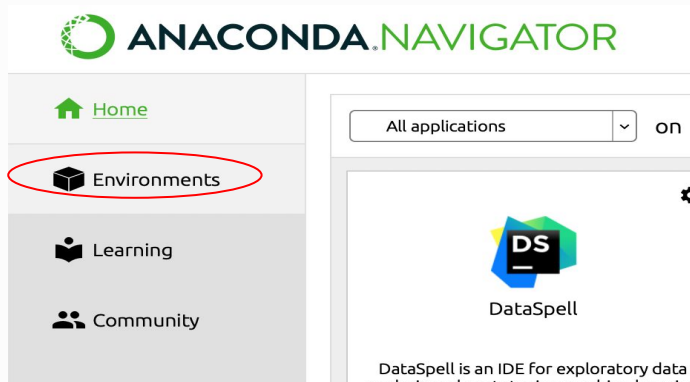 ANACONDA.NAVIGATOR
Home
All applications
on
Environments
DS
Learning
DataSpell
Community
DataSpell is an IDE for exploratory data